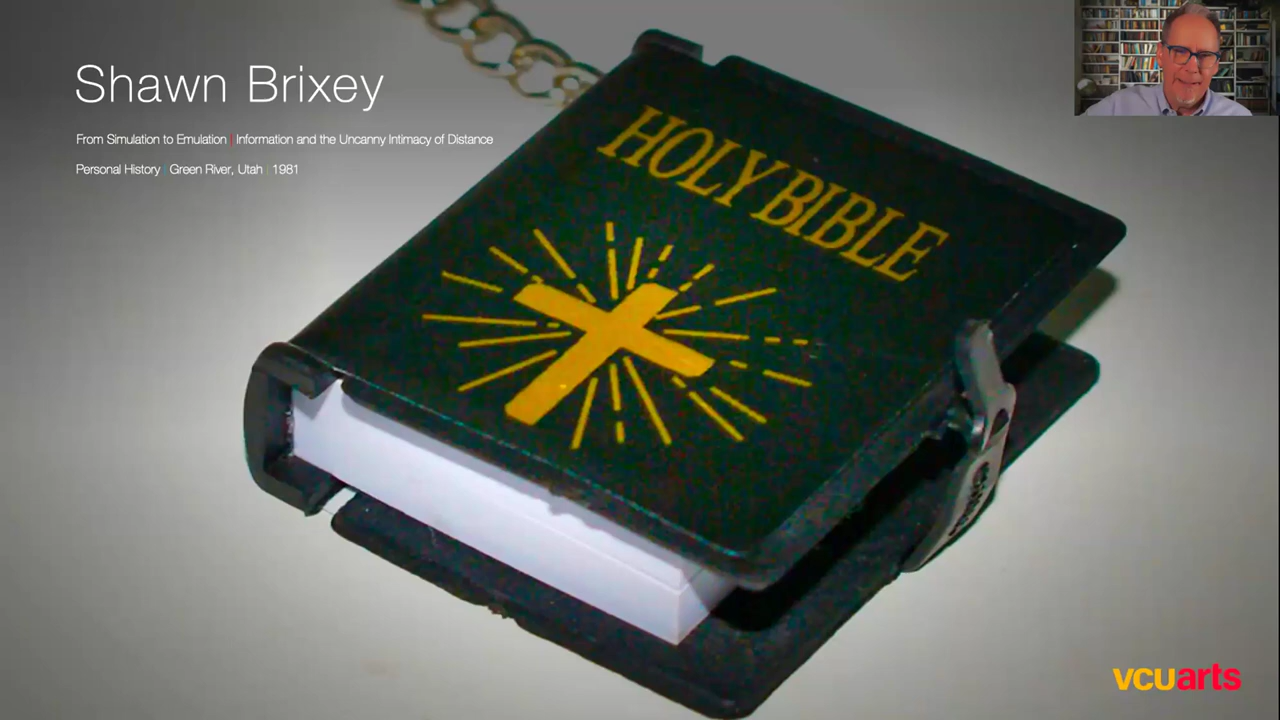 Shawn Brixey
From Simulation to Emulation | Information and the Uncanny Intimacy of Distance
Personal History | Green River, Utah | 1981
HOLY BIBLE
vcuarts